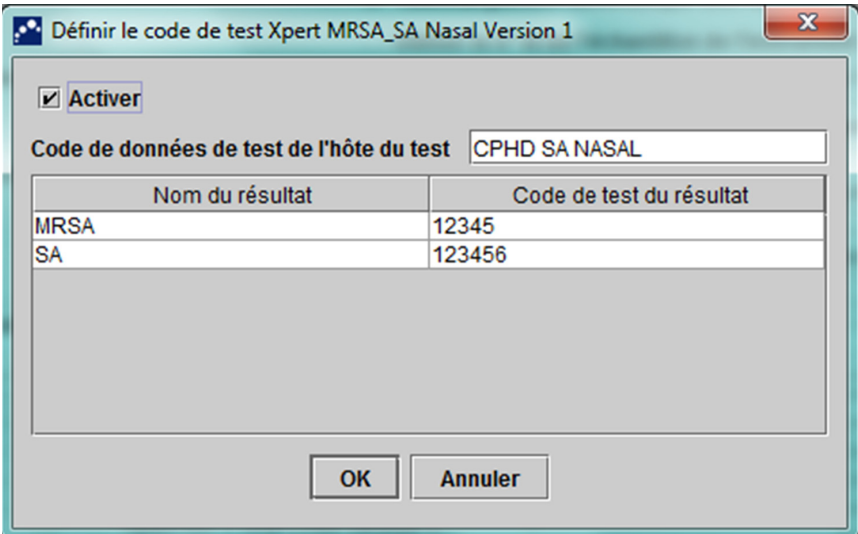 Définir le code de test Xpert MRSA_SA Nasal Version 1
Activer
Code de données de test de l'hôte du test CPHD SA NASAL
Nom du résultat Code de test du résultat
MRSA 12345
SA 123456
OK Annuler